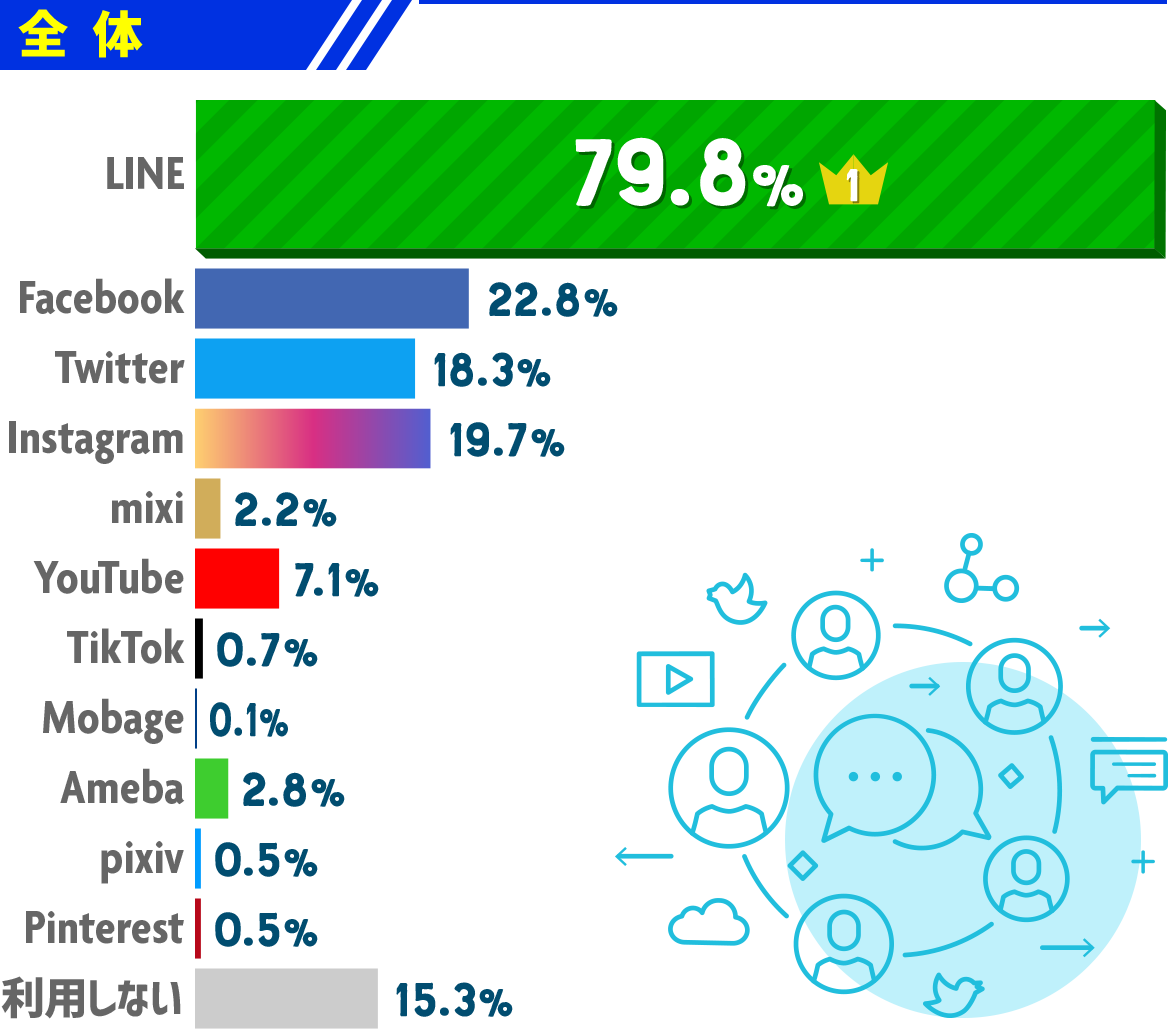 全体
LINE 79.8% 1
Facebook 22.8%
Twitter 18.3%
Instagram 19.7%
mixi 2.2%
YouTube 7.1%
TikTok 0.7%
Mobage 0.1%
Ameba 2.8%
pixiv 0.5%
Pinterest 0.5%
利用しない 15.3%